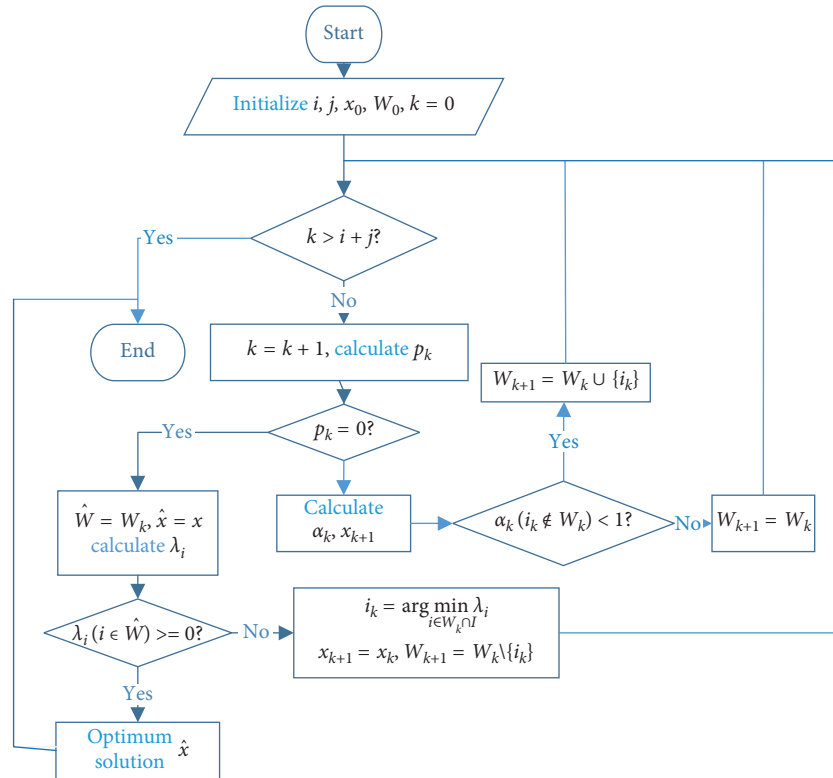 Start
Initialize i, j, x₀, W₀, k = 0
k > i + j?
Yes
No
End
k = k + 1, calculate pₖ
Wₖ₊₁ = Wₖ ∪ {iₖ}
pₖ = 0?
Yes
Yes
Calculate
αₖ, xₖ₊₁
αₖ (iₖ ∉ Wₖ) < 1?
No
Wₖ₊₁ = Wₖ
Ŵ = Wₖ, x̂ = x
calculate λᵢ
λᵢ (i ∈ Ŵ) >= 0?
No
iₖ = arg min λᵢ
i∈Wₖ∩I
xₖ₊₁ = xₖ, Wₖ₊₁ = Wₖ\{iₖ}
Yes
Optimum
solution x̂